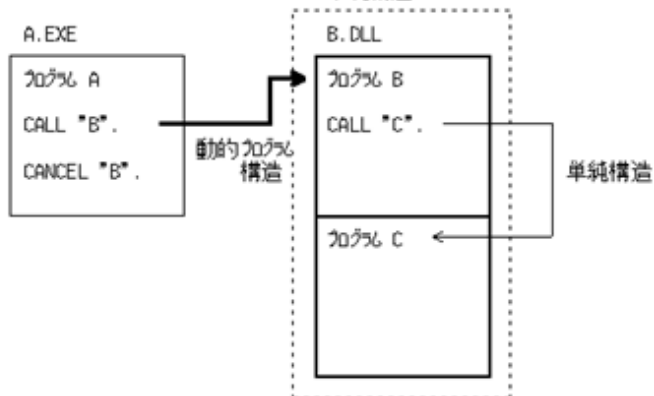 A.EXE
プログラム A
CALL "B".
CANCEL "B".
動的プログラム
構造
B.DLL
プログラム B
CALL "C".
プログラム C
単純構造